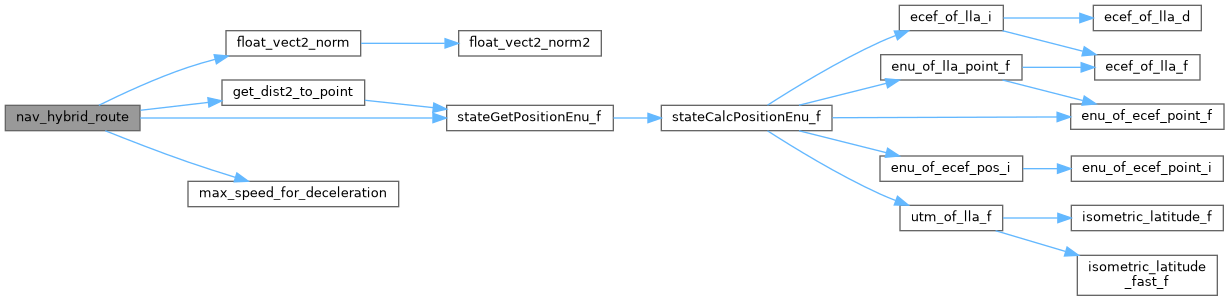 nav_hybrid_route
float_vect2_norm
float_vect2_norm2
get_dist2_to_point
stateGetPositionEnu_f
max_speed_for_deceleration
stateCalcPositionEnu_f
ecef_of_lla_i
ecef_of_lla_d
enu_of_lla_point_f
ecef_of_lla_f
enu_of_ecef_point_f
enu_of_ecef_pos_i
enu_of_ecef_point_i
utm_of_lla_f
isometric_latitude_f
isometric_latitude
_fast_f